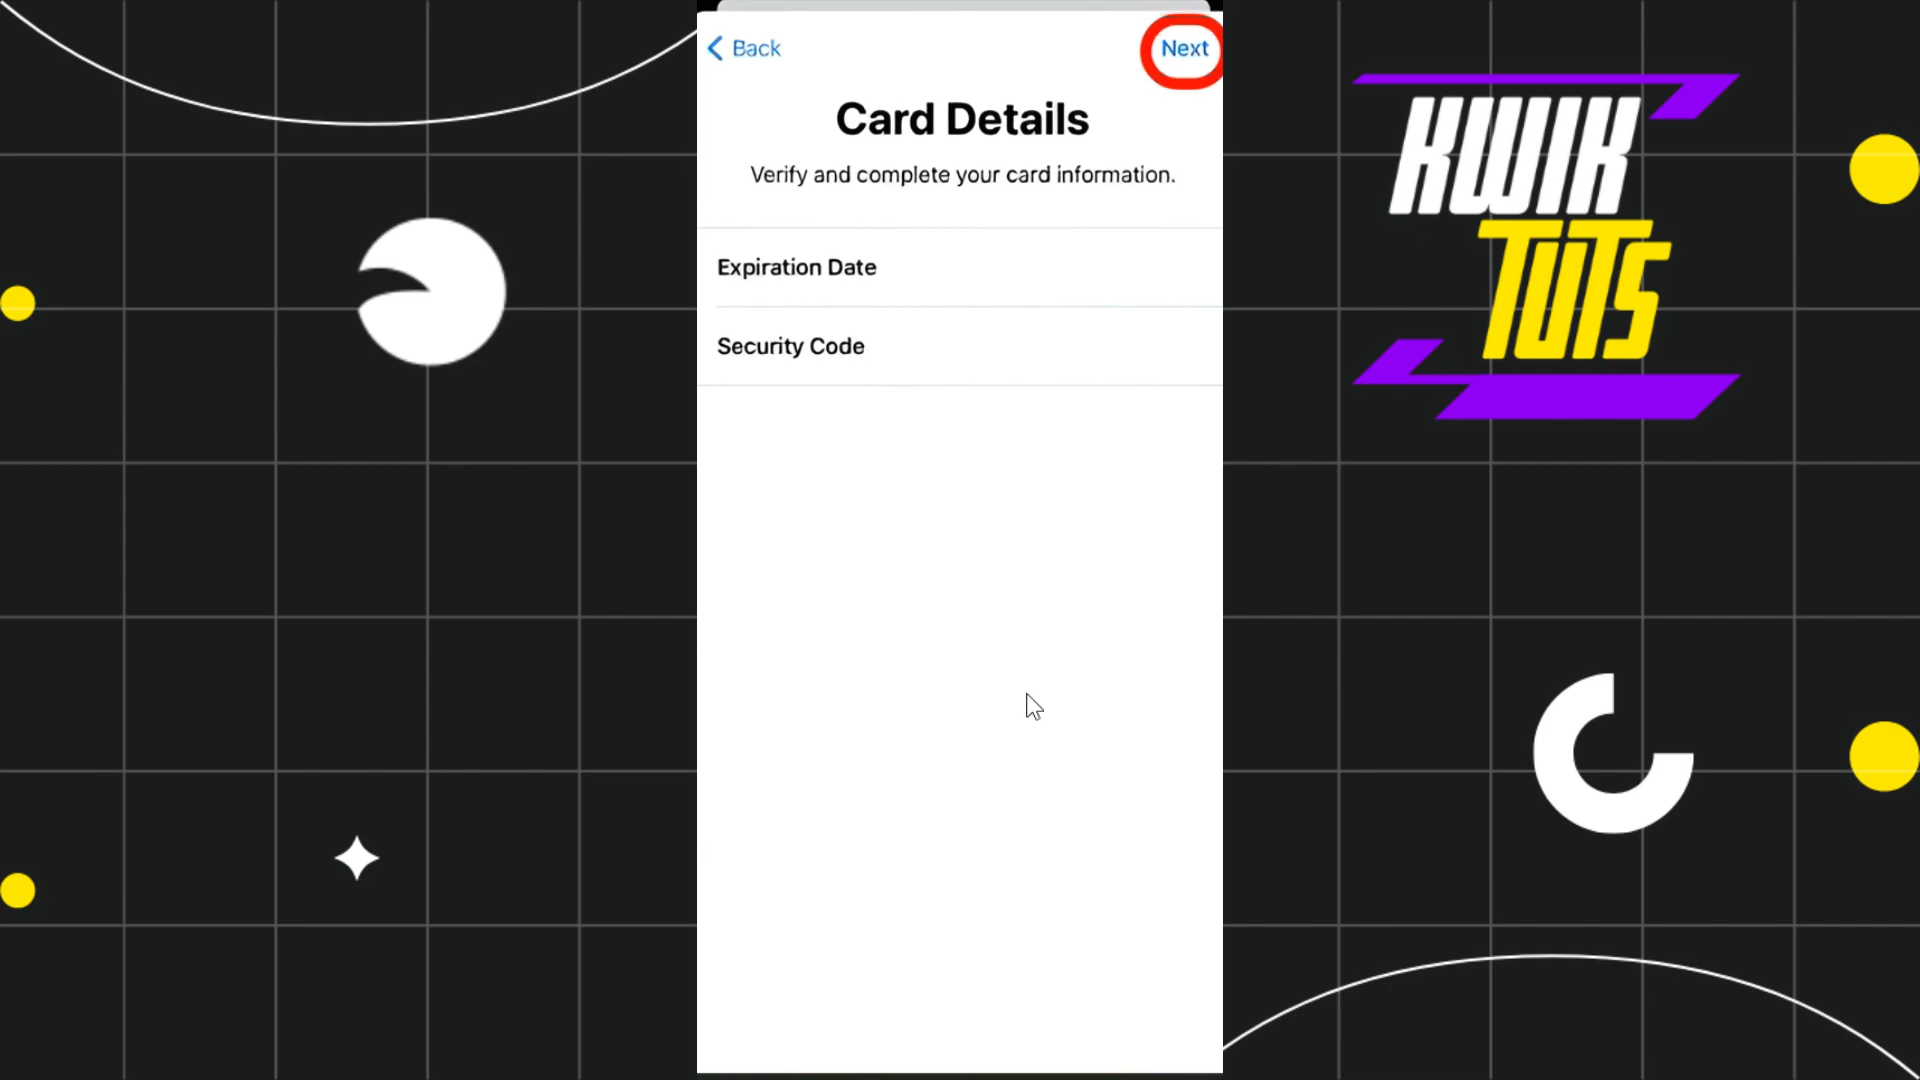 Back
Next
Card Details
Verify and complete your card information.
Expiration Date
Security Code
KWIK
TUTS